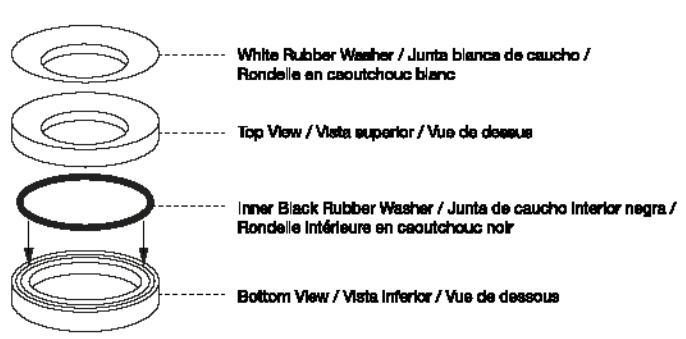 White Rubber Washer / Junta blanca de caucho /
Rondelle en caoutchouc blanc
Top View / Vista superior / Vue de dessus
Inner Black Rubber Washer / Junta de caucho interior negra /
Rondelle intérieure en caoutchouc noir
Bottom View / Vista inferior / Vue de dessous